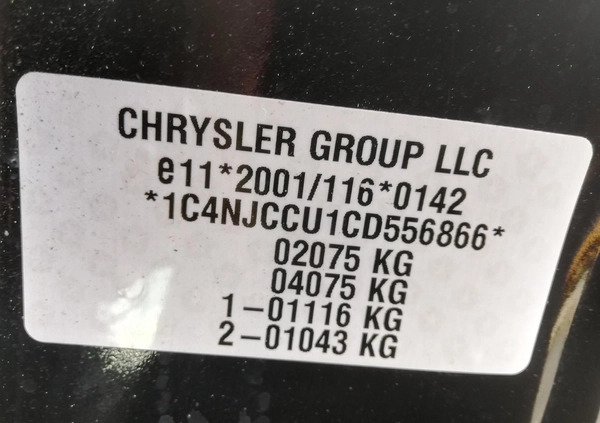 CHRYSLER GROUP LLC
e11*2001/116*0142
*1C4NJCCU1CD556866*
02075 KG
04075 KG
1-01116 KG
2-01043 KG